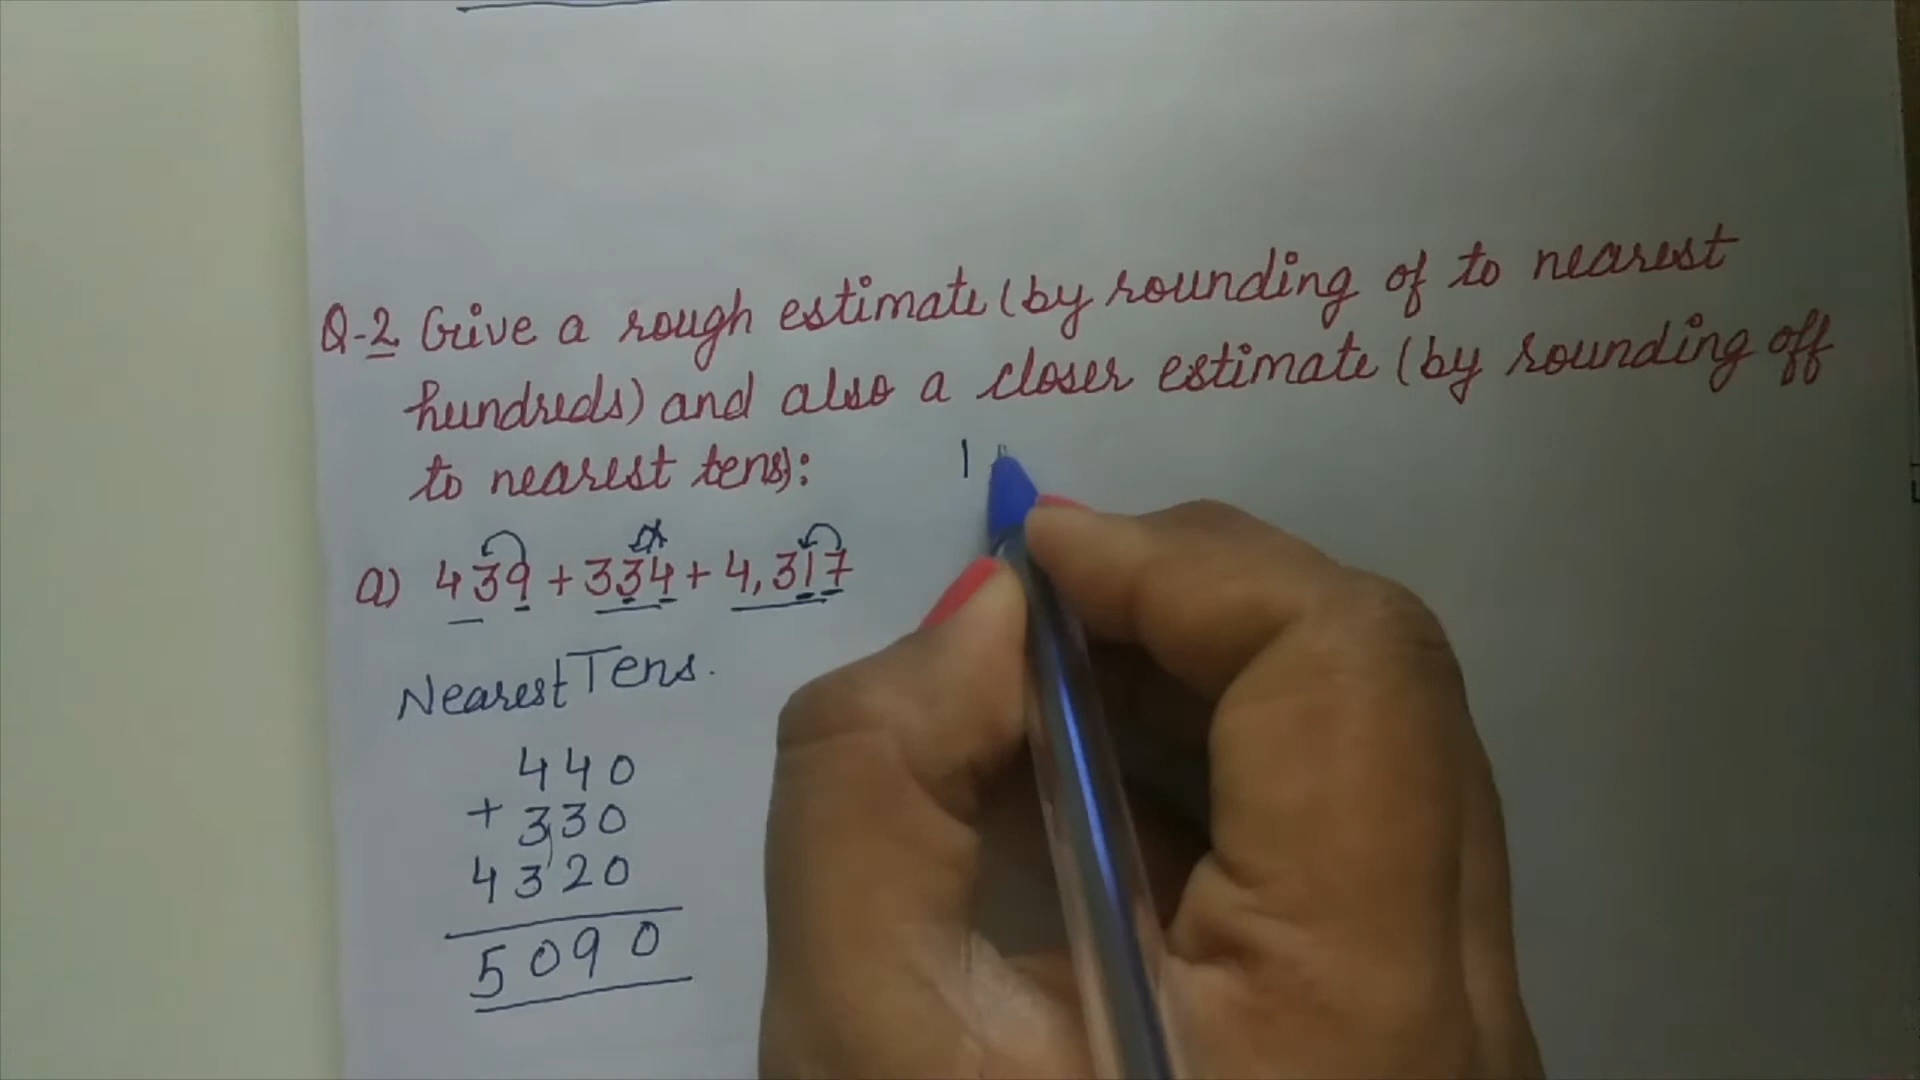 Q-2 Give a rough estimate (by rounding of to nearest
hundreds) and also a closer estimate (by rounding off
to nearest tens):
a) 439 + 334 + 4,317
Nearest Tens.
440
+ 330
4320
5090
1